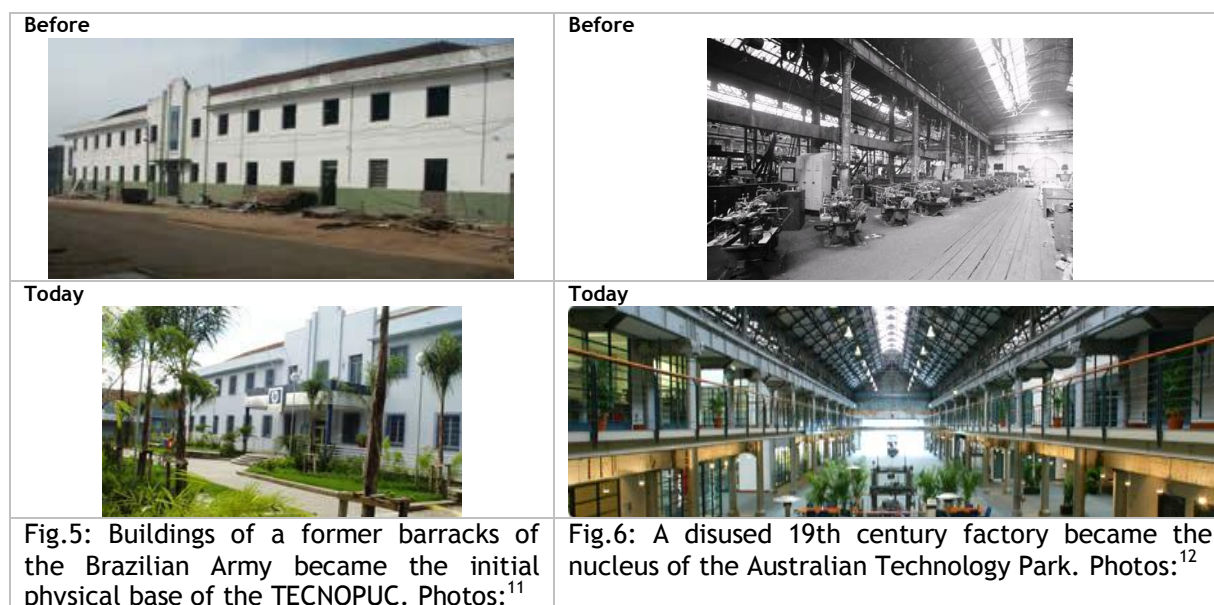 Before
Before
Today
Today
hp
Fig.5: Buildings of a former barracks of
the Brazilian Army became the initial
physical base of the TECNOPUC. Photos:¹¹
Fig.6: A disused 19th century factory became the
nucleus of the Australian Technology Park. Photos:¹²